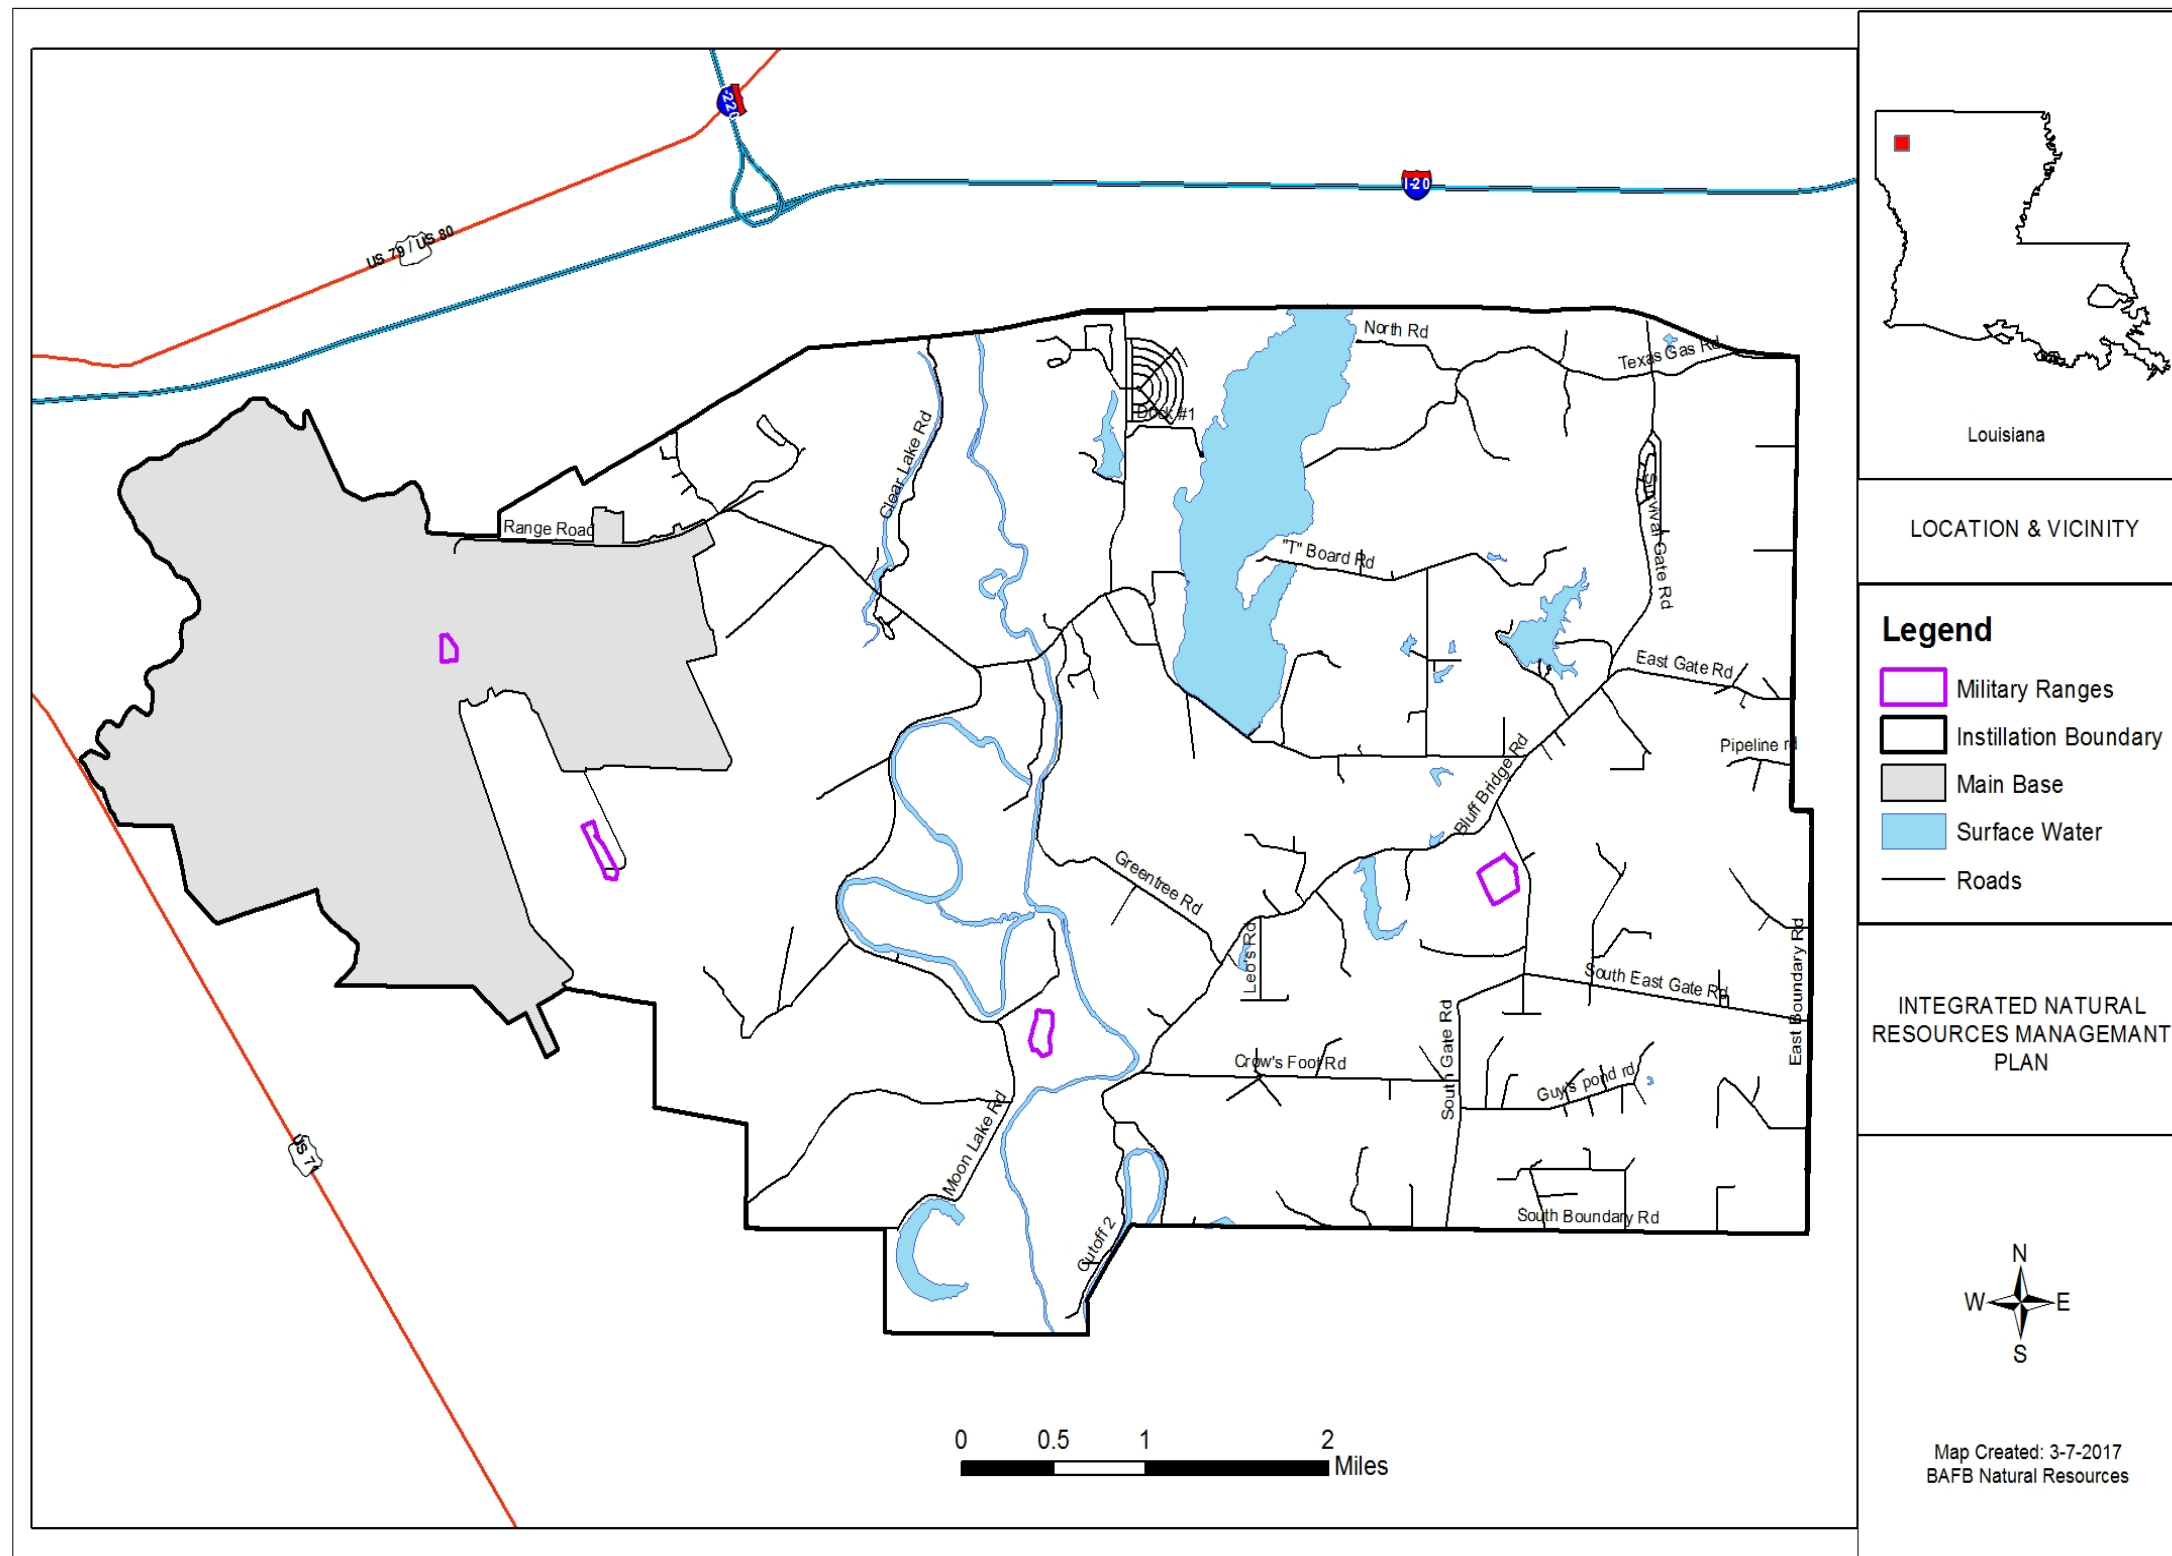 I-220
I-20
US 79 / US 80
North Rd
Texas Gas Rd
Dock #1
Clear Lake Rd
Range Road
Survival Gate Rd
"T" Board Rd
East Gate Rd
Pipeline rd
Bluff Bridge Rd
Greentree Rd
Leo's Rd
South East Gate Rd
East Boundary Rd
South Gate Rd
Crow's Foot Rd
Guy's pond rd
Moon Lake Rd
US 71
South Boundary Rd
Cutoff 2
0 0.5 1 2
Miles
Louisiana
LOCATION & VICINITY
Legend
Military Ranges
Instillation Boundary
Main Base
Surface Water
Roads
INTEGRATED NATURAL
RESOURCES MANAGEMANT
PLAN
N
W E
S
Map Created: 3-7-2017
BAFB Natural Resources